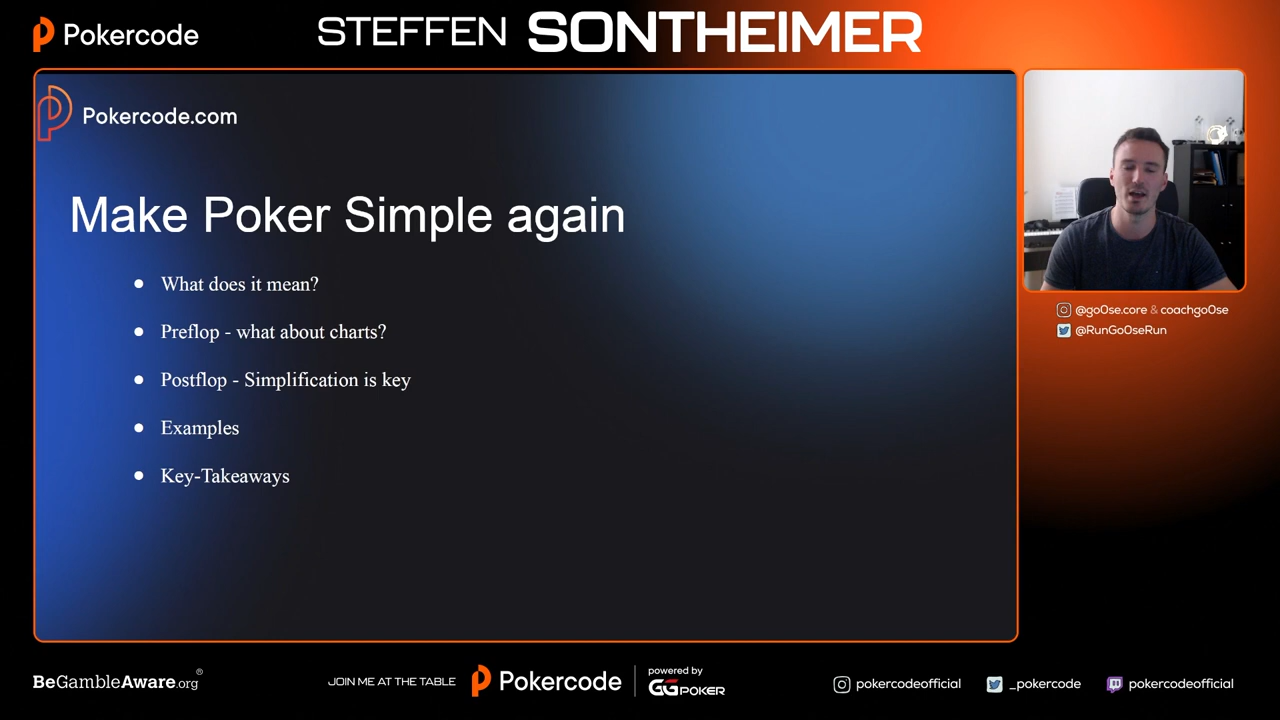 Pokercode
STEFFEN SONTHEIMER
Pokercode.com
Make Poker Simple again
What does it mean?
Preflop - what about charts?
Postflop - Simplification is key
Examples
Key-Takeaways
@go0se.core & coachgo0se
@RunGo0seRun
BeGambleAware.org®
JOIN ME AT THE TABLE
Pokercode
powered by
GGPOKER
pokercodeofficial
_pokercode
pokercodeofficial